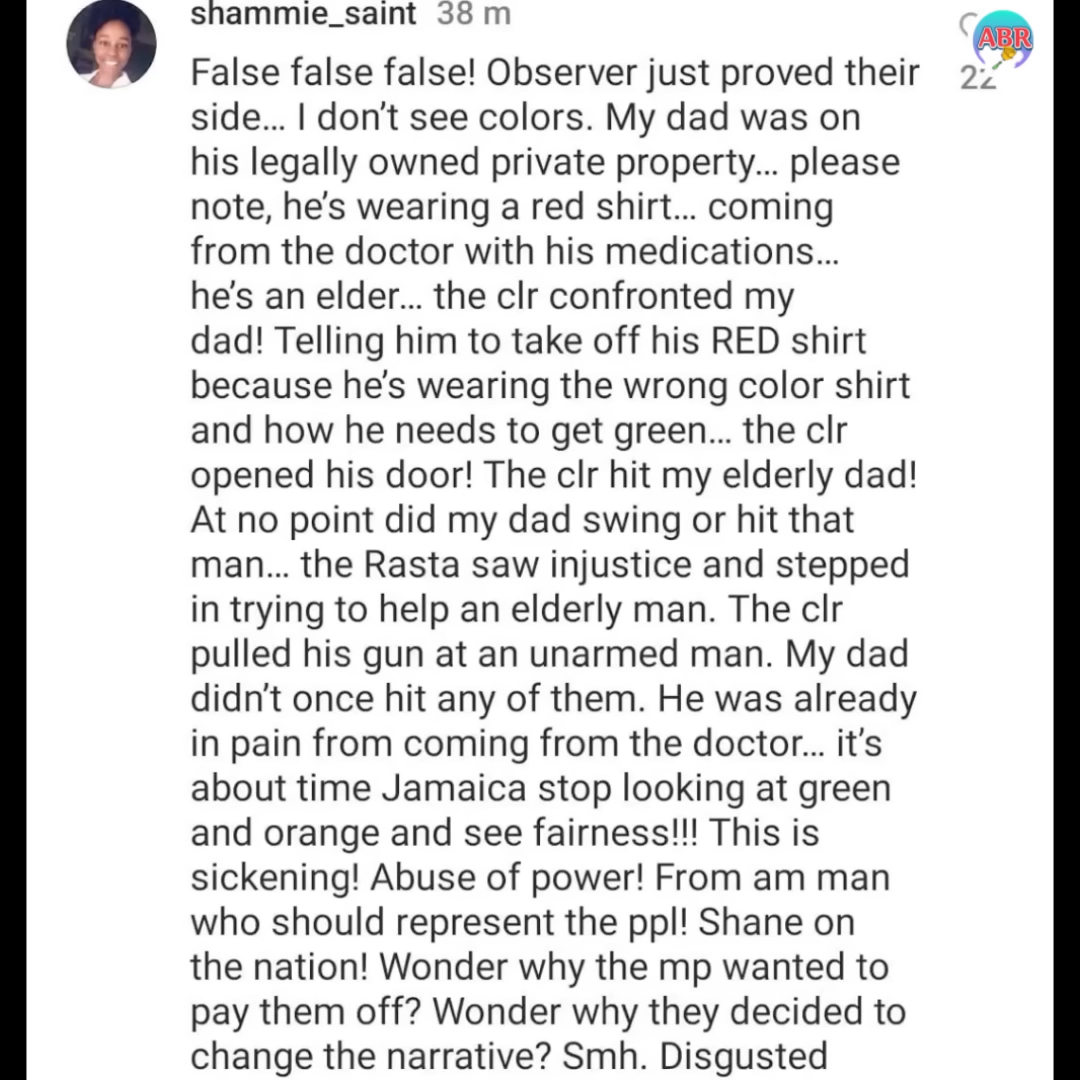 shammie_saint 38 m
ABR
22
False false false! Observer just proved their
side... I don't see colors. My dad was on
his legally owned private property... please
note, he's wearing a red shirt... coming
from the doctor with his medications...
he's an elder... the clr confronted my
dad! Telling him to take off his RED shirt
because he's wearing the wrong color shirt
and how he needs to get green... the clr
opened his door! The clr hit my elderly dad!
At no point did my dad swing or hit that
man... the Rasta saw injustice and stepped
in trying to help an elderly man. The clr
pulled his gun at an unarmed man. My dad
didn't once hit any of them. He was already
in pain from coming from the doctor... it's
about time Jamaica stop looking at green
and orange and see fairness!!! This is
sickening! Abuse of power! From am man
who should represent the ppl! Shane on
the nation! Wonder why the mp wanted to
pay them off? Wonder why they decided to
change the narrative? Smh. Disgusted